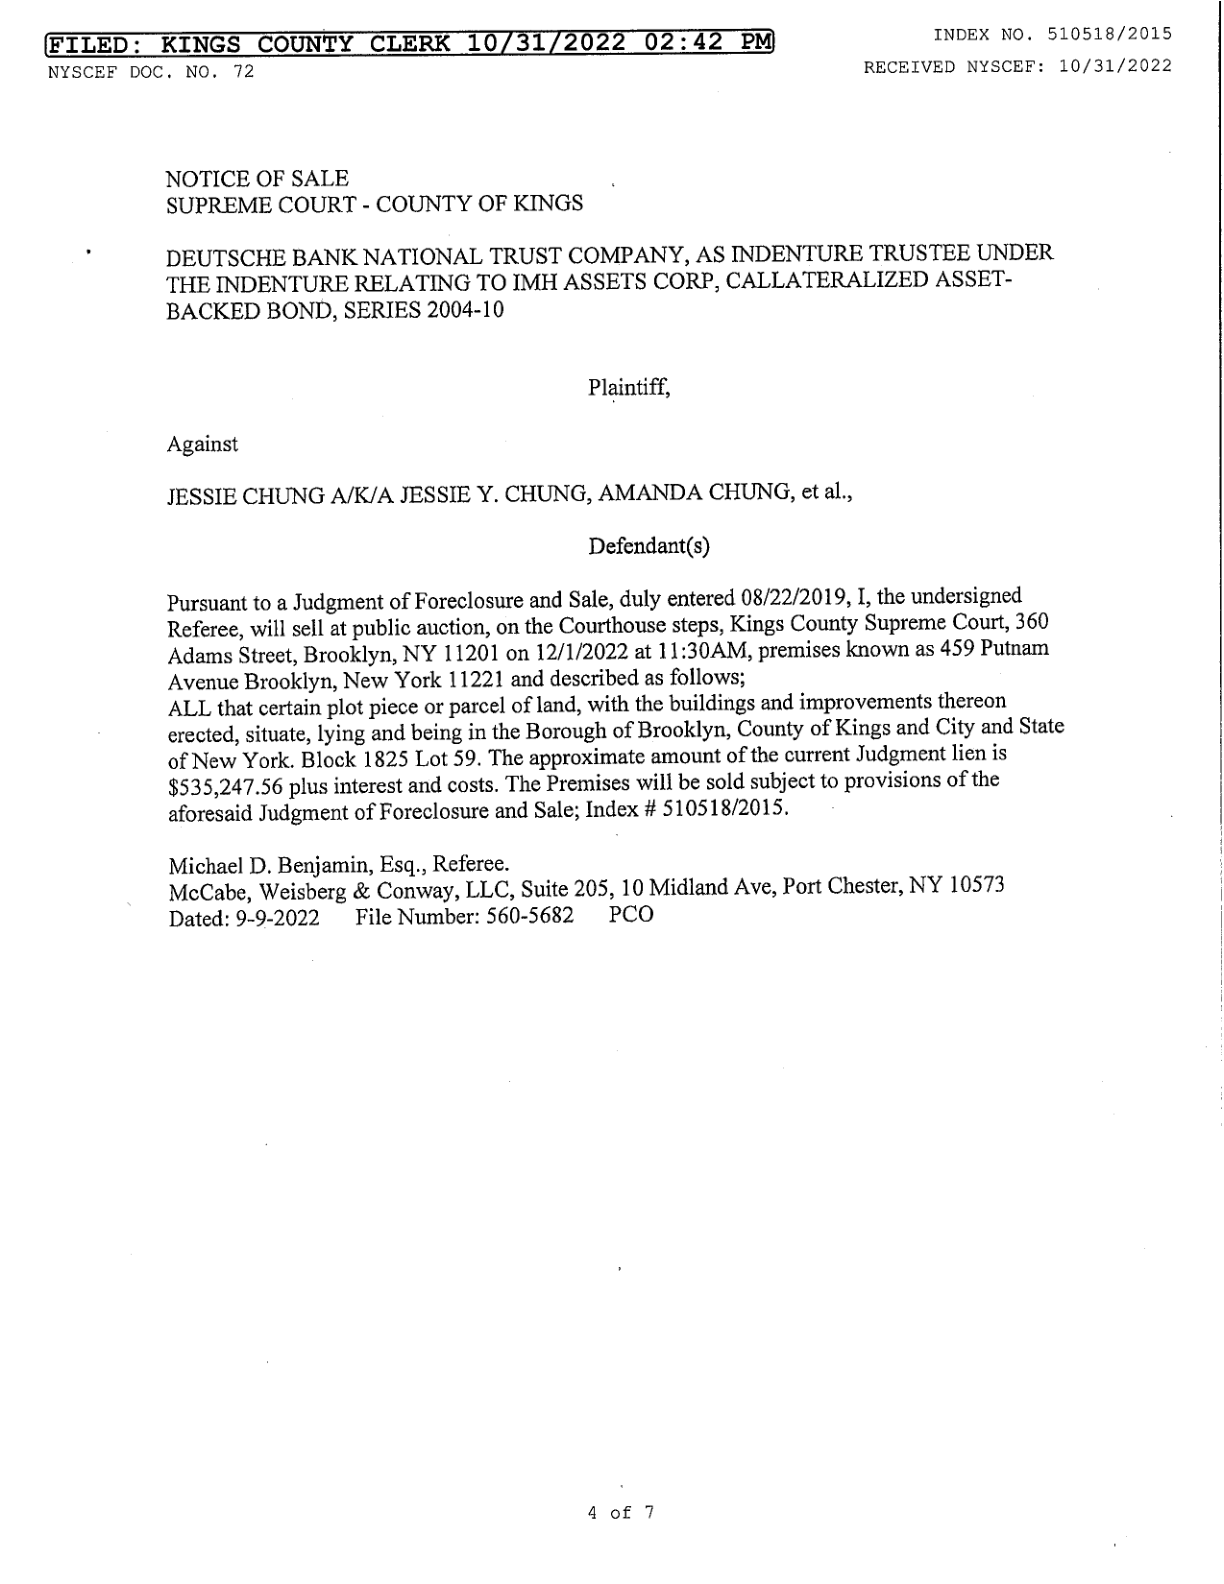 FILED: KINGS COUNTY CLERK 10/31/2022 02:42 PM
INDEX NO. 510518/2015
NYSCEF DOC. NO. 72
RECEIVED NYSCEF: 10/31/2022
NOTICE OF SALE
SUPREME COURT - COUNTY OF KINGS
DEUTSCHE BANK NATIONAL TRUST COMPANY, AS INDENTURE TRUSTEE UNDER
THE INDENTURE RELATING TO IMH ASSETS CORP, CALLATERALIZED ASSET-
BACKED BOND, SERIES 2004-10
Plaintiff,
Against
JESSIE CHUNG A/K/A JESSIE Y. CHUNG, AMANDA CHUNG, et al.,
Defendant(s)
Pursuant to a Judgment of Foreclosure and Sale, duly entered 08/22/2019, I, the undersigned
Referee, will sell at public auction, on the Courthouse steps, Kings County Supreme Court, 360
Adams Street, Brooklyn, NY 11201 on 12/1/2022 at 11:30AM, premises known as 459 Putnam
Avenue Brooklyn, New York 11221 and described as follows;
ALL that certain plot piece or parcel of land, with the buildings and improvements thereon
erected, situate, lying and being in the Borough of Brooklyn, County of Kings and City and State
of New York. Block 1825 Lot 59. The approximate amount of the current Judgment lien is
$535,247.56 plus interest and costs. The Premises will be sold subject to provisions of the
aforesaid Judgment of Foreclosure and Sale; Index # 510518/2015.
Michael D. Benjamin, Esq., Referee.
McCabe, Weisberg & Conway, LLC, Suite 205, 10 Midland Ave, Port Chester, NY 10573
Dated: 9-9-2022 File Number: 560-5682 PCO
4 of 7